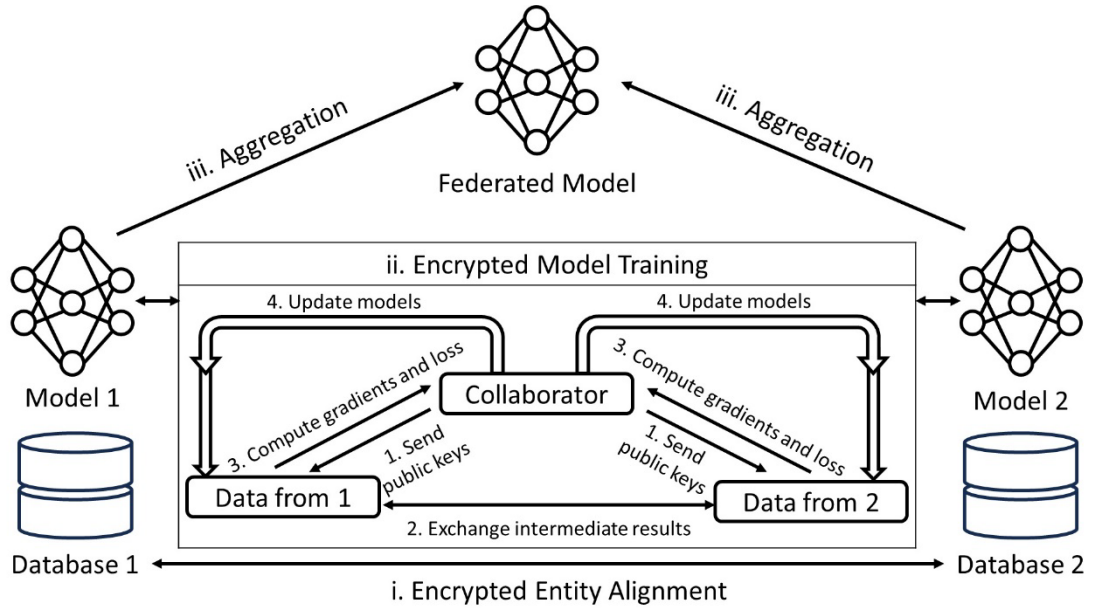 iii. Aggregation
iii. Aggregation
Federated Model
ii. Encrypted Model Training
4. Update models
4. Update models
3. Compute gradients and loss
3. Compute gradients and loss
Collaborator
Model 1
Model 2
1. Send
public keys
1. Send
public keys
Data from 1
Data from 2
2. Exchange intermediate results
Database 1
Database 2
i. Encrypted Entity Alignment